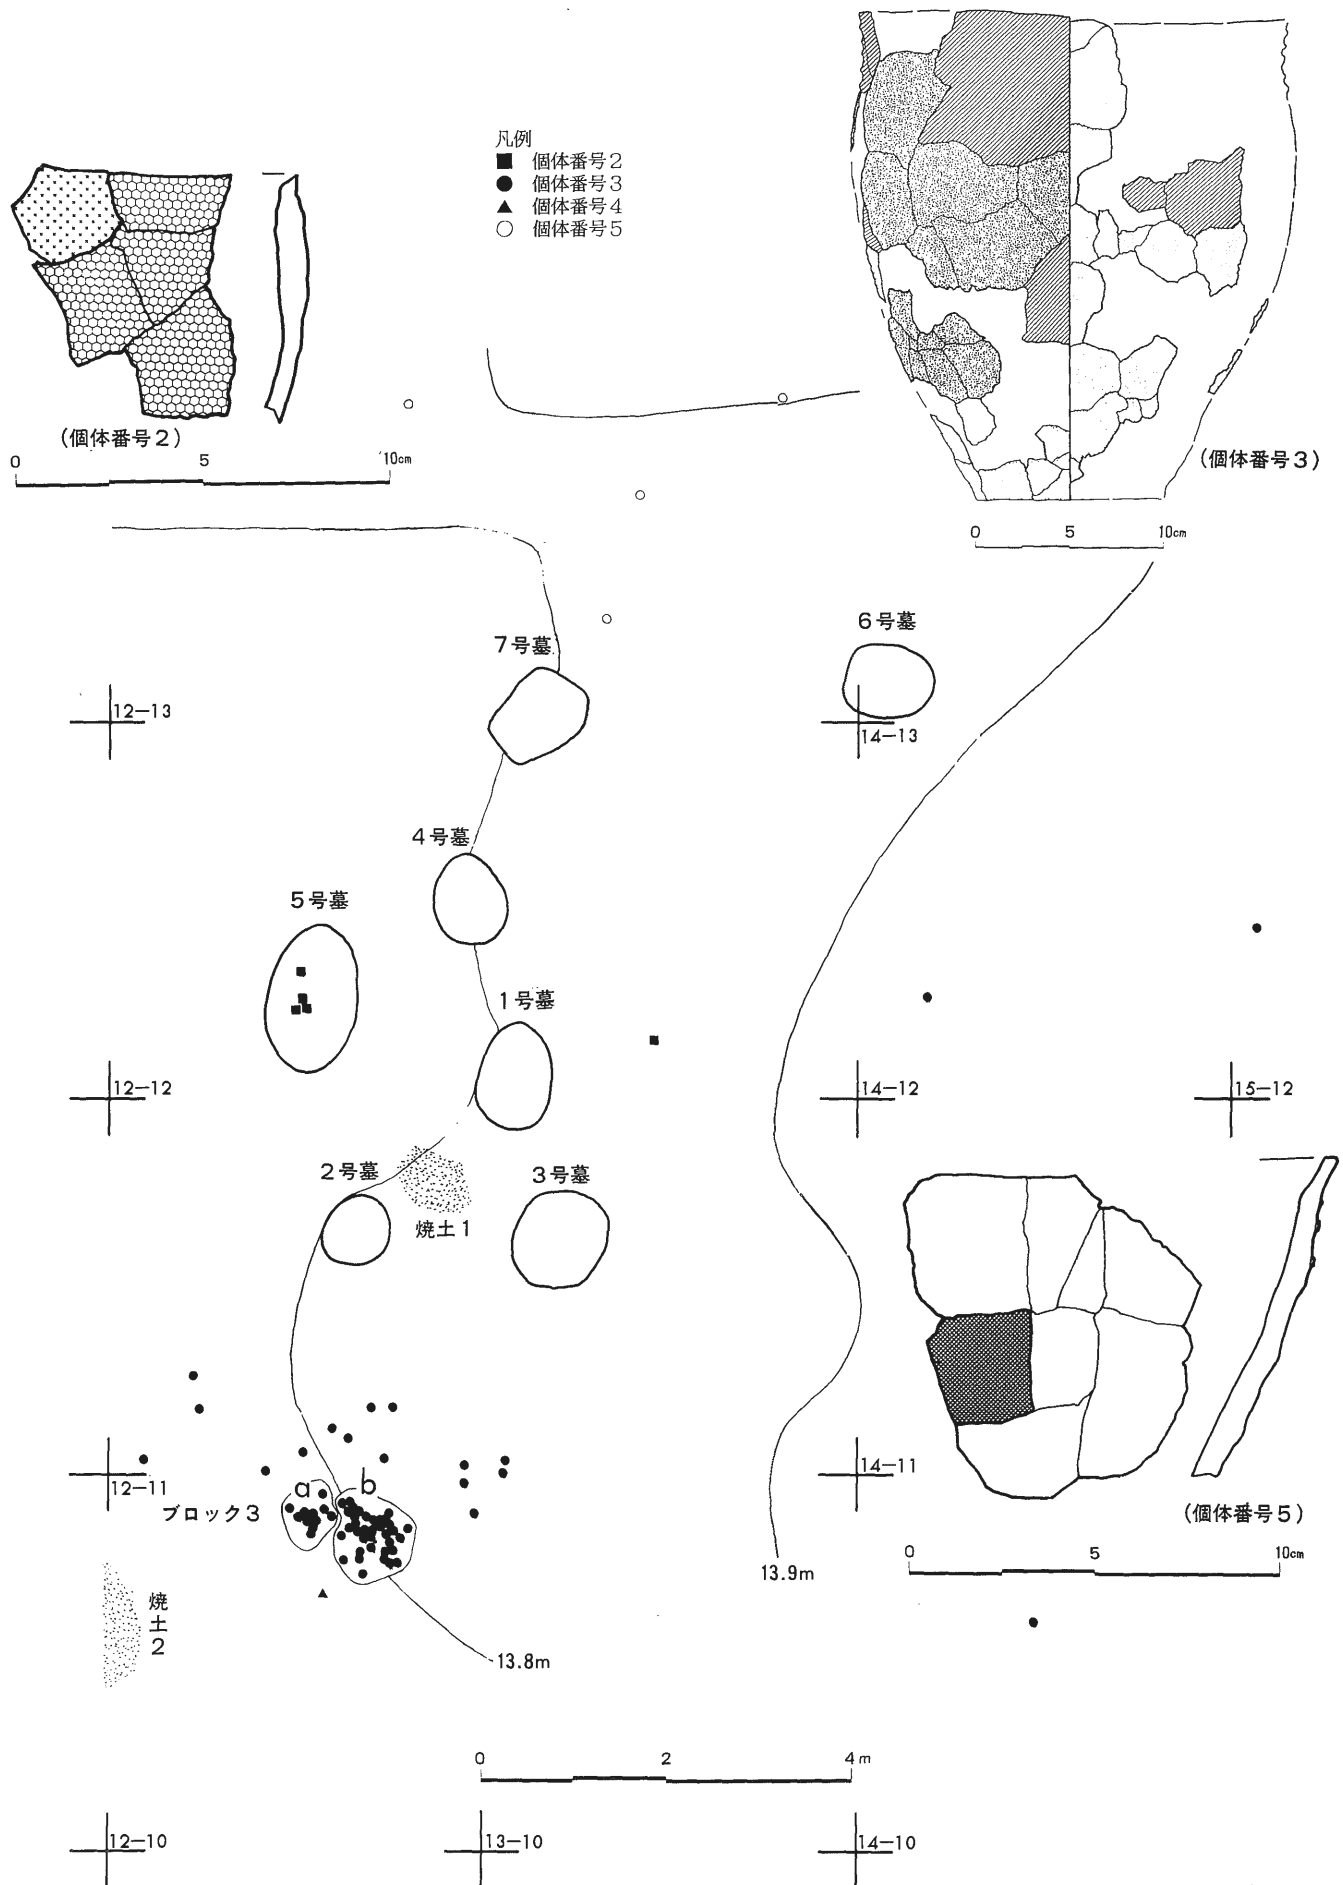 凡例
■ 個体番号2
● 個体番号3
▲ 個体番号4
○ 個体番号5
(個体番号2)
0 5 10cm
(個体番号3)
0 5 10cm
6号墓
7号墓
12-13
14-13
4号墓
5号墓
1号墓
12-12
14-12
15-12
2号墓
3号墓
焼土1
12-11
14-11
a b
ブロック3
(個体番号5)
0 5 10cm
13.9m
焼土2
13.8m
0 2 4m
12-10
13-10
14-10